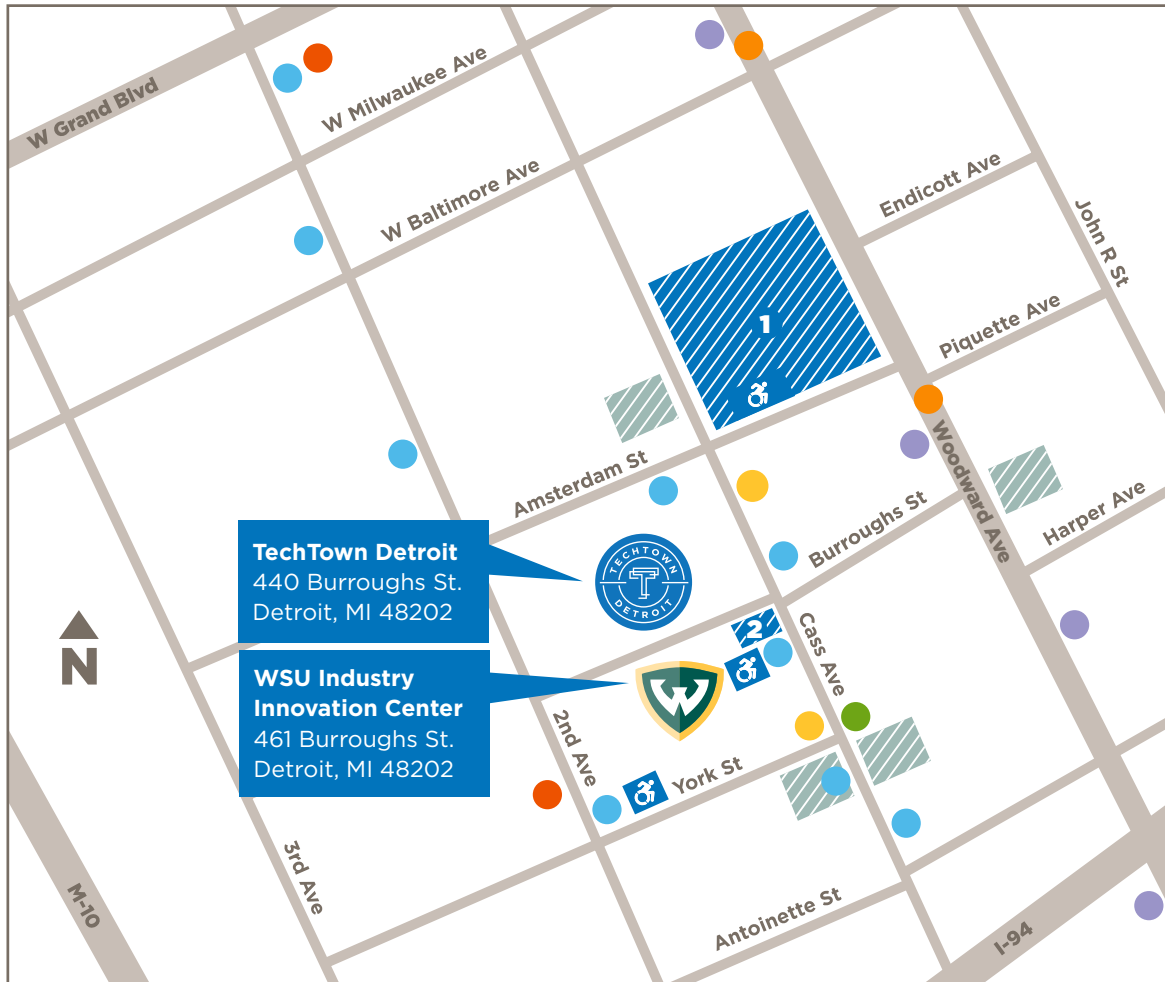 W Grand Blvd
W Milwaukee Ave
W Baltimore Ave
Endicott Ave
John R St
1
Piquette Ave
Amsterdam St
Woodward Ave
Burroughs St
Harper Ave
TechTown Detroit
440 Burroughs St.
Detroit, MI 48202
TECHTOWN
T
DETROIT
N
2
Cass Ave
WSU Industry
Innovation Center
461 Burroughs St.
Detroit, MI 48202
W
2nd Ave
York St
3rd Ave
M-10
Antoinette St
I-94